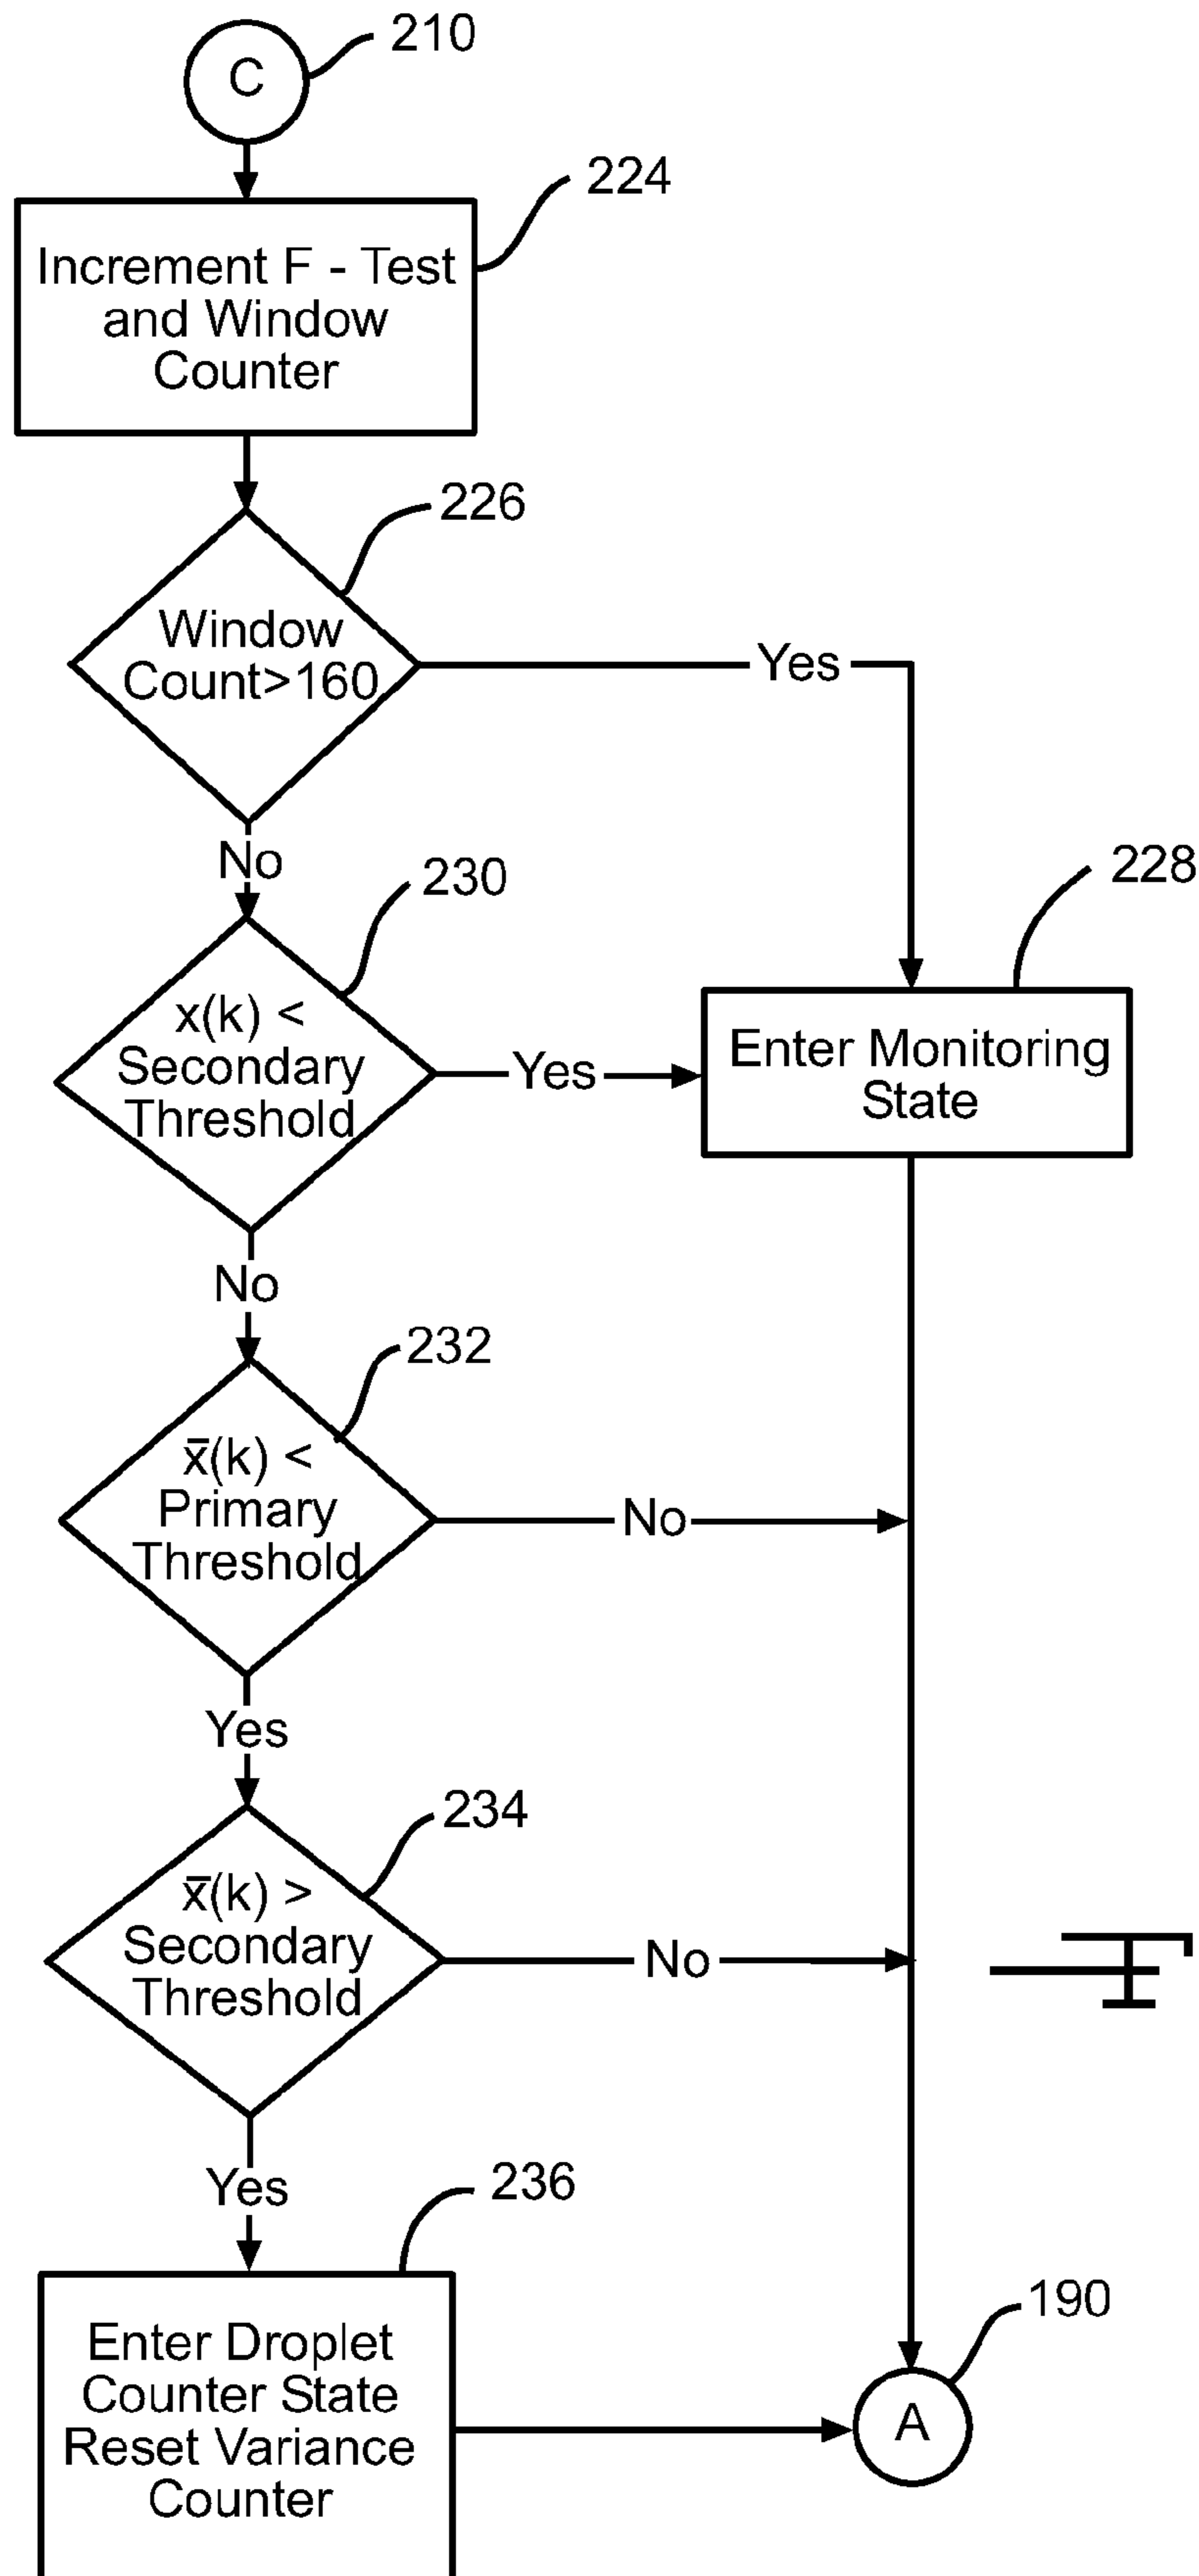 C
210
224
Increment F - Test
and Window
Counter
226
Window
Count>160
Yes
No
230
228
x(k) <
Secondary
Threshold
Yes
Enter Monitoring
State
No
232
x̄(k) <
Primary
Threshold
No
Yes
234
x̄(k) >
Secondary
Threshold
No
Yes
236
Enter Droplet
Counter State
Reset Variance
Counter
190
A